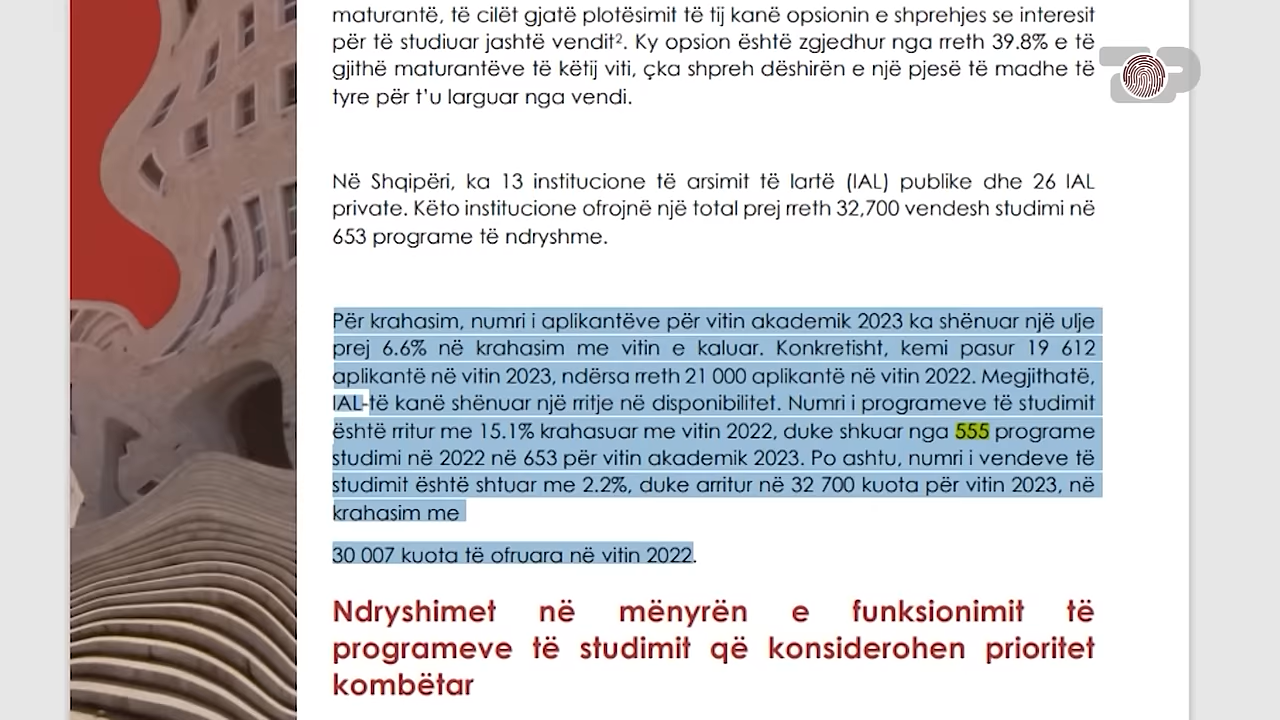 maturantë, të cilët gjatë plotësimit të tij kanë opsionin e shprehjes se interesit
për të studiuar jashtë vendit². Ky opsion është zgjedhur nga rreth 39.8% e të
gjithë maturantëve të këtij viti, çka shpreh dëshirën e një pjesë të madhe të
tyre për t’u larguar nga vendi.
Në Shqipëri, ka 13 institucione të arsimit të lartë (IAL) publike dhe 26 IAL
private. Këto institucione ofrojnë një total prej rreth 32,700 vendesh studimi në
653 programe të ndryshme.
Për krahasim, numri i aplikantëve për vitin akademik 2023 ka shënuar një ulje
prej 6.6% në krahasim me vitin e kaluar. Konkretisht, kemi pasur 19 612
aplikantë në vitin 2023, ndërsa rreth 21 000 aplikantë në vitin 2022. Megjithatë,
IAL-të kanë shënuar një rritje në disponibilitet. Numri i programeve të studimit
është rritur me 15.1% krahasuar me vitin 2022, duke shkuar nga 555 programe
studimi në 2022 në 653 për vitin akademik 2023. Po ashtu, numri i vendeve të
studimit është shtuar me 2.2%, duke arritur në 32 700 kuota për vitin 2023, në
krahasim me
30 007 kuota të ofruara në vitin 2022.
Ndryshimet në mënyrën e funksionimit të
programeve të studimit që konsiderohen prioritet
kombëtar